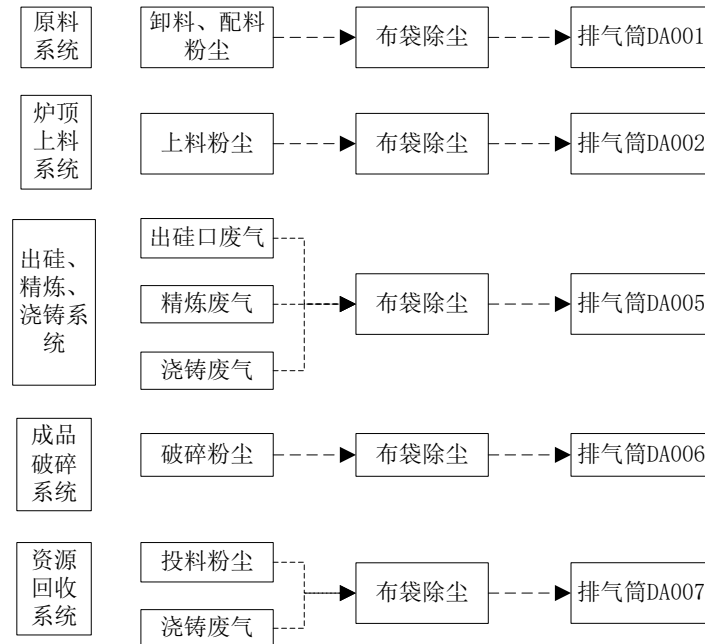 原料
系统
卸料、配料
粉尘
布袋除尘
排气筒DA001
炉顶
上料
系统
上料粉尘
布袋除尘
排气筒DA002
出硅、
精炼、
浇铸系
统
出硅口废气
精炼废气
浇铸废气
布袋除尘
排气筒DA005
成品
破碎
系统
破碎粉尘
布袋除尘
排气筒DA006
资源
回收
系统
投料粉尘
浇铸废气
布袋除尘
排气筒DA007